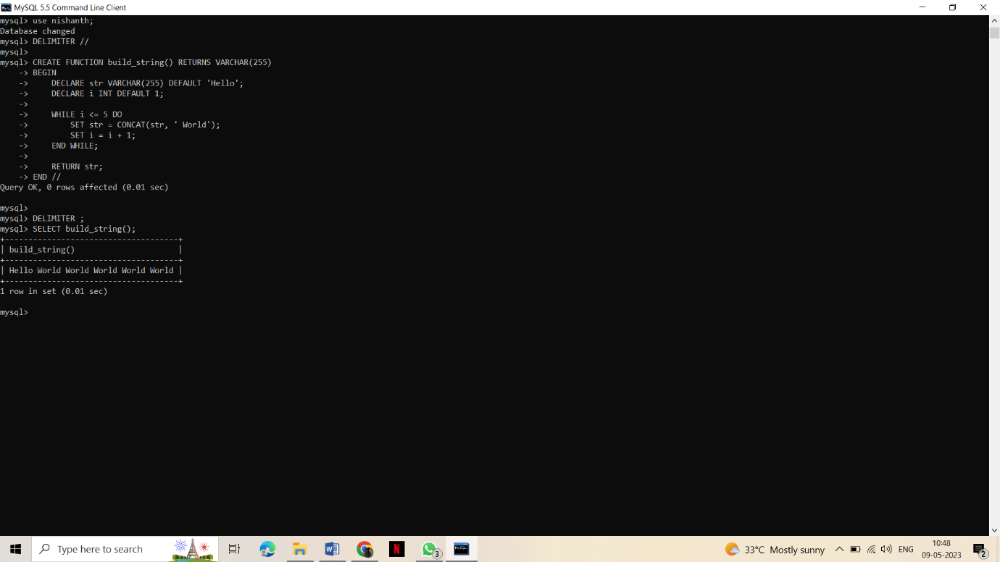 MySQL 5.5 Command Line Client
mysql> use nishanth;
Database changed
mysql> DELIMITER //
mysql>
mysql> CREATE FUNCTION build_string() RETURNS VARCHAR(255)
    -> BEGIN
    ->     DECLARE str VARCHAR(255) DEFAULT 'Hello';
    ->     DECLARE i INT DEFAULT 1;
    ->
    ->     WHILE i <= 5 DO
    ->         SET str = CONCAT(str, ' World');
    ->         SET i = i + 1;
    ->     END WHILE;
    ->
    ->     RETURN str;
    -> END //
Query OK, 0 rows affected (0.01 sec)
mysql>
mysql> DELIMITER ;
mysql> SELECT build_string();
+-------------------------------------+
| build_string()                      |
+-------------------------------------+
| Hello World World World World World |
+-------------------------------------+
1 row in set (0.01 sec)
mysql>
Type here to search
3
33°C Mostly sunny
ENG
10:48
09-05-2023
2